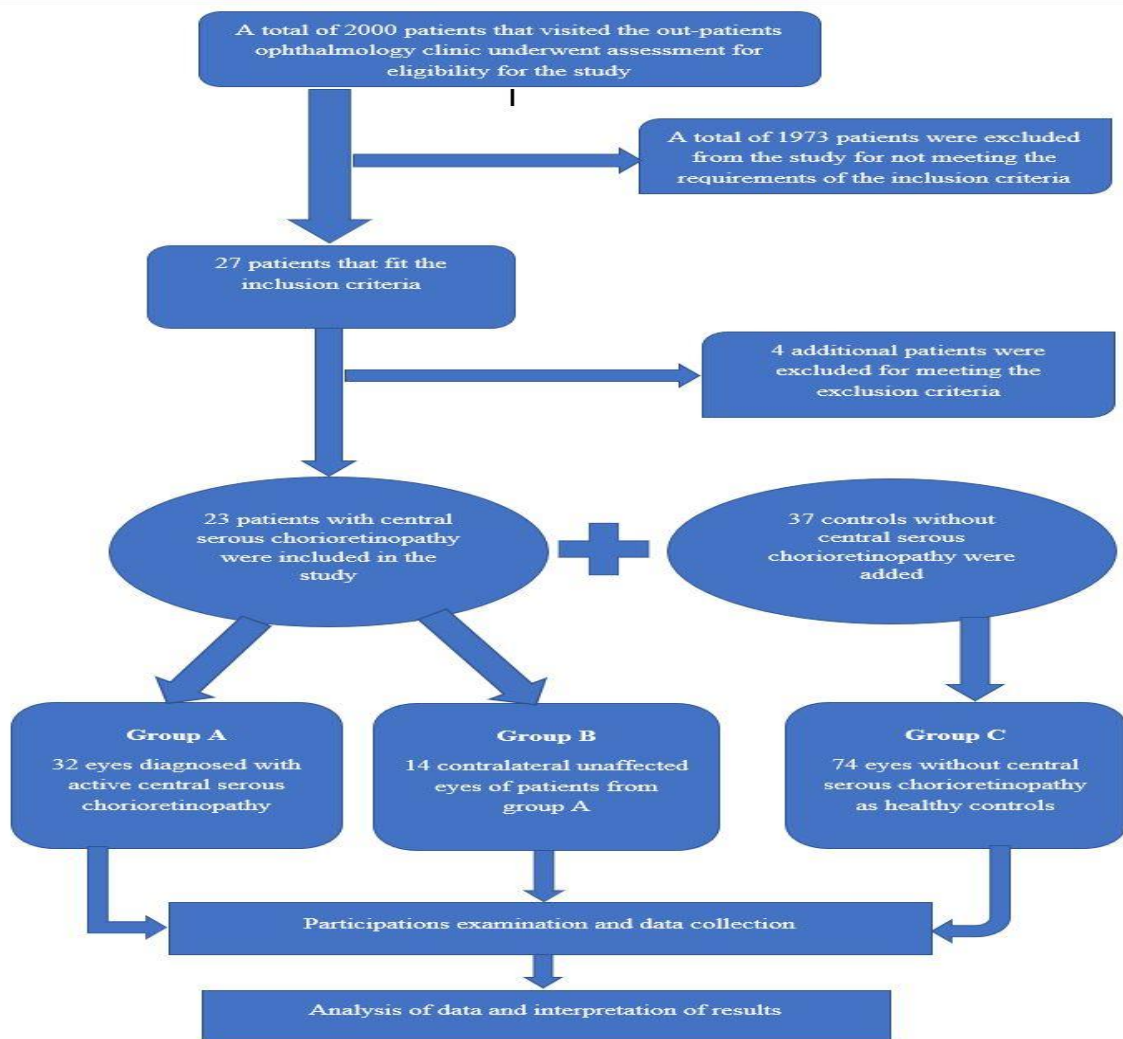 A total of 2000 patients that visited the out-patients
ophthalmology clinic underwent assessment for
eligibility for the study
A total of 1973 patients were excluded
from the study for not meeting the
requirements of the inclusion criteria
27 patients that fit the
inclusion criteria
4 additional patients were
excluded for meeting the
exclusion criteria
23 patients with central
serous chorioretinopathy
were included in the
study
37 controls without
central serous
chorioretinopathy were
added
Group A
32 eyes diagnosed with
active central serous
chorioretinopathy
Group B
14 contralateral unaffected
eyes of patients from
group A
Group C
74 eyes without central
serous chorioretinopathy
as healthy controls
Participations examination and data collection
Analysis of data and interpretation of results